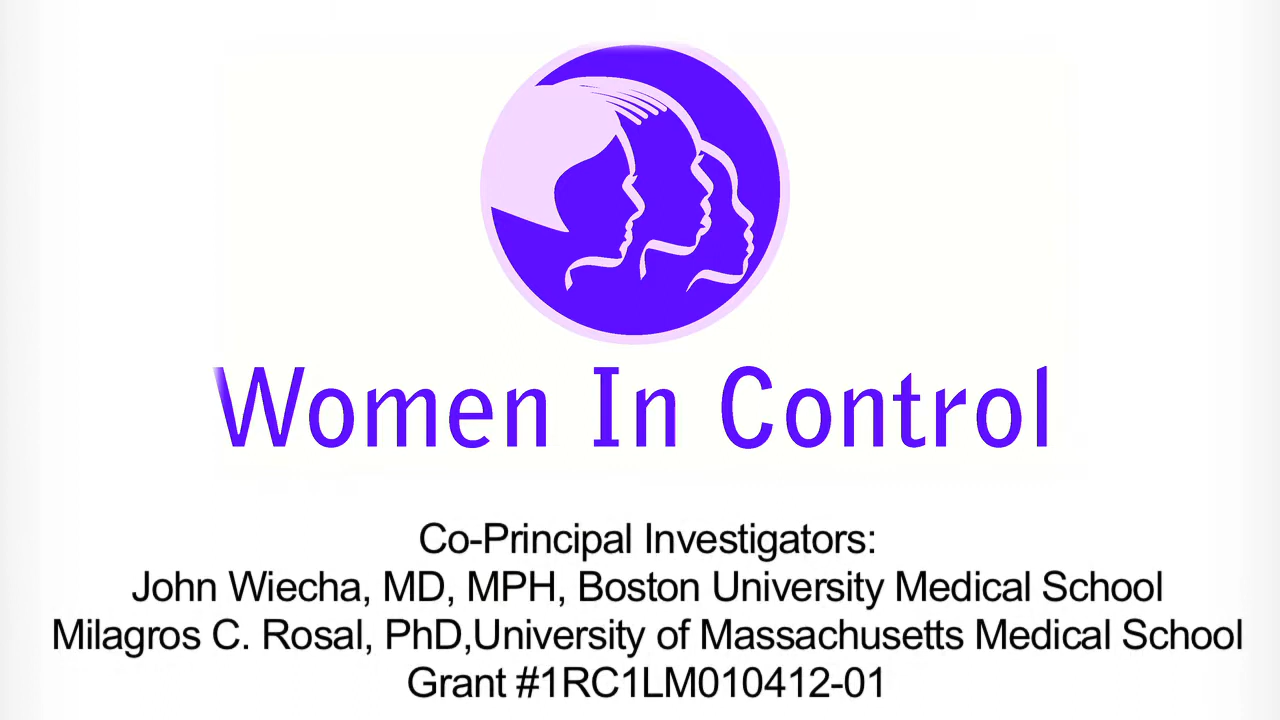 Women In Control
Co-Principal Investigators:
John Wiecha, MD, MPH, Boston University Medical School
Milagros C. Rosal, PhD,University of Massachusetts Medical School
Grant #1RC1LM010412-01